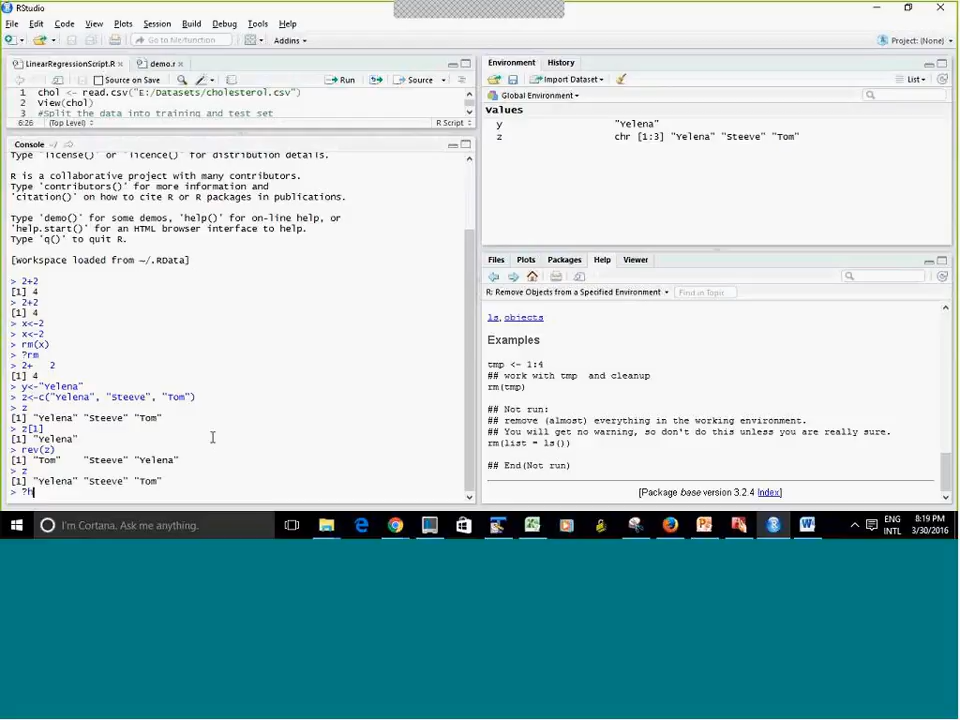 RStudio
File Edit Code View Plots Session Build Debug Tools Help
Go to file/function Addins Project: (None)
LinearRegressionScript.R demo.r
Source on Save Run Source
1 chol <- read.csv("E:/Datasets/cholesterol.csv")
2 View(chol)
3 #Split the data into training and test set
6:26 (Top Level) R Script
Console ~/
Type 'license()' or 'licence()' for distribution details.
R is a collaborative project with many contributors.
Type 'contributors()' for more information and
'citation()' on how to cite R or R packages in publications.
Type 'demo()' for some demos, 'help()' for on-line help, or
'help.start()' for an HTML browser interface to help.
Type 'q()' to quit R.
[Workspace loaded from ~/.RData]
> 2+2
[1] 4
> 2+2
[1] 4
> x<-2
> x<-2
> rm(x)
> ?rm
> 2+   2
[1] 4
> y<-"Yelena"
> z<-c("Yelena", "Steeve", "Tom")
> z
[1] "Yelena" "Steeve" "Tom"
> z[1]
[1] "Yelena"
> rev(z)
[1] "Tom"    "Steeve" "Yelena"
> z
[1] "Yelena" "Steeve" "Tom"
> ?h
Environment History
Import Dataset List
Global Environment
Values
y "Yelena"
z chr [1:3] "Yelena" "Steeve" "Tom"
Files Plots Packages Help Viewer
R: Remove Objects from a Specified Environment Find in Topic
ls, objects
Examples
tmp <- 1:4
## work with tmp  and cleanup
rm(tmp)
## Not run:
## remove (almost) everything in the working environment.
## You will get no warning, so don't do this unless you are really sure.
rm(list = ls())
## End(Not run)
[Package base version 3.2.4 Index]
I'm Cortana. Ask me anything.
ENG 8:19 PM
INTL 3/30/2016